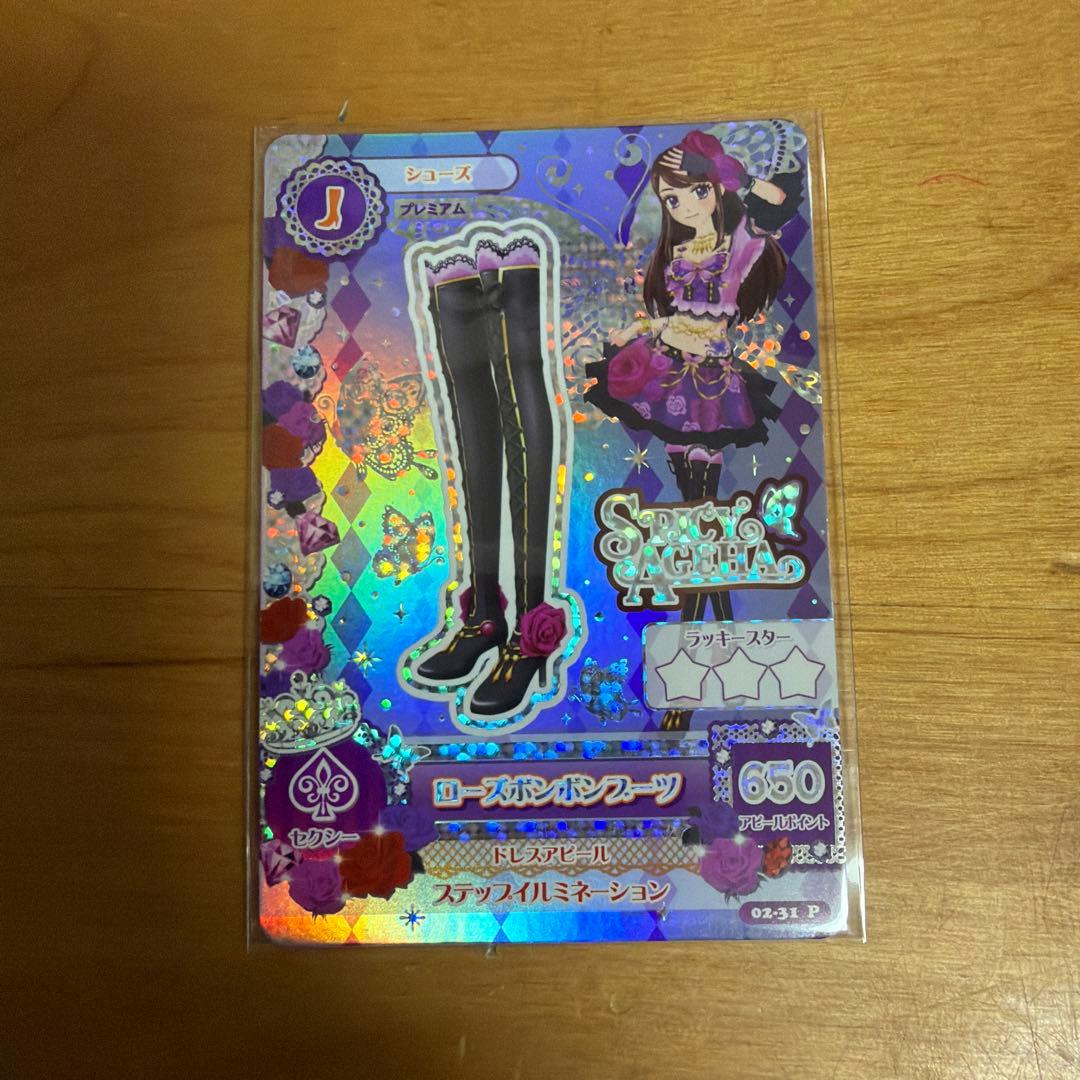 シューズ
プレミアム
SPICY
AGEHA
ラッキースター
ローズボンボンブーツ
650
アピールポイント
セクシー
ドレスアピール
ステップイルミネーション
02-31 P